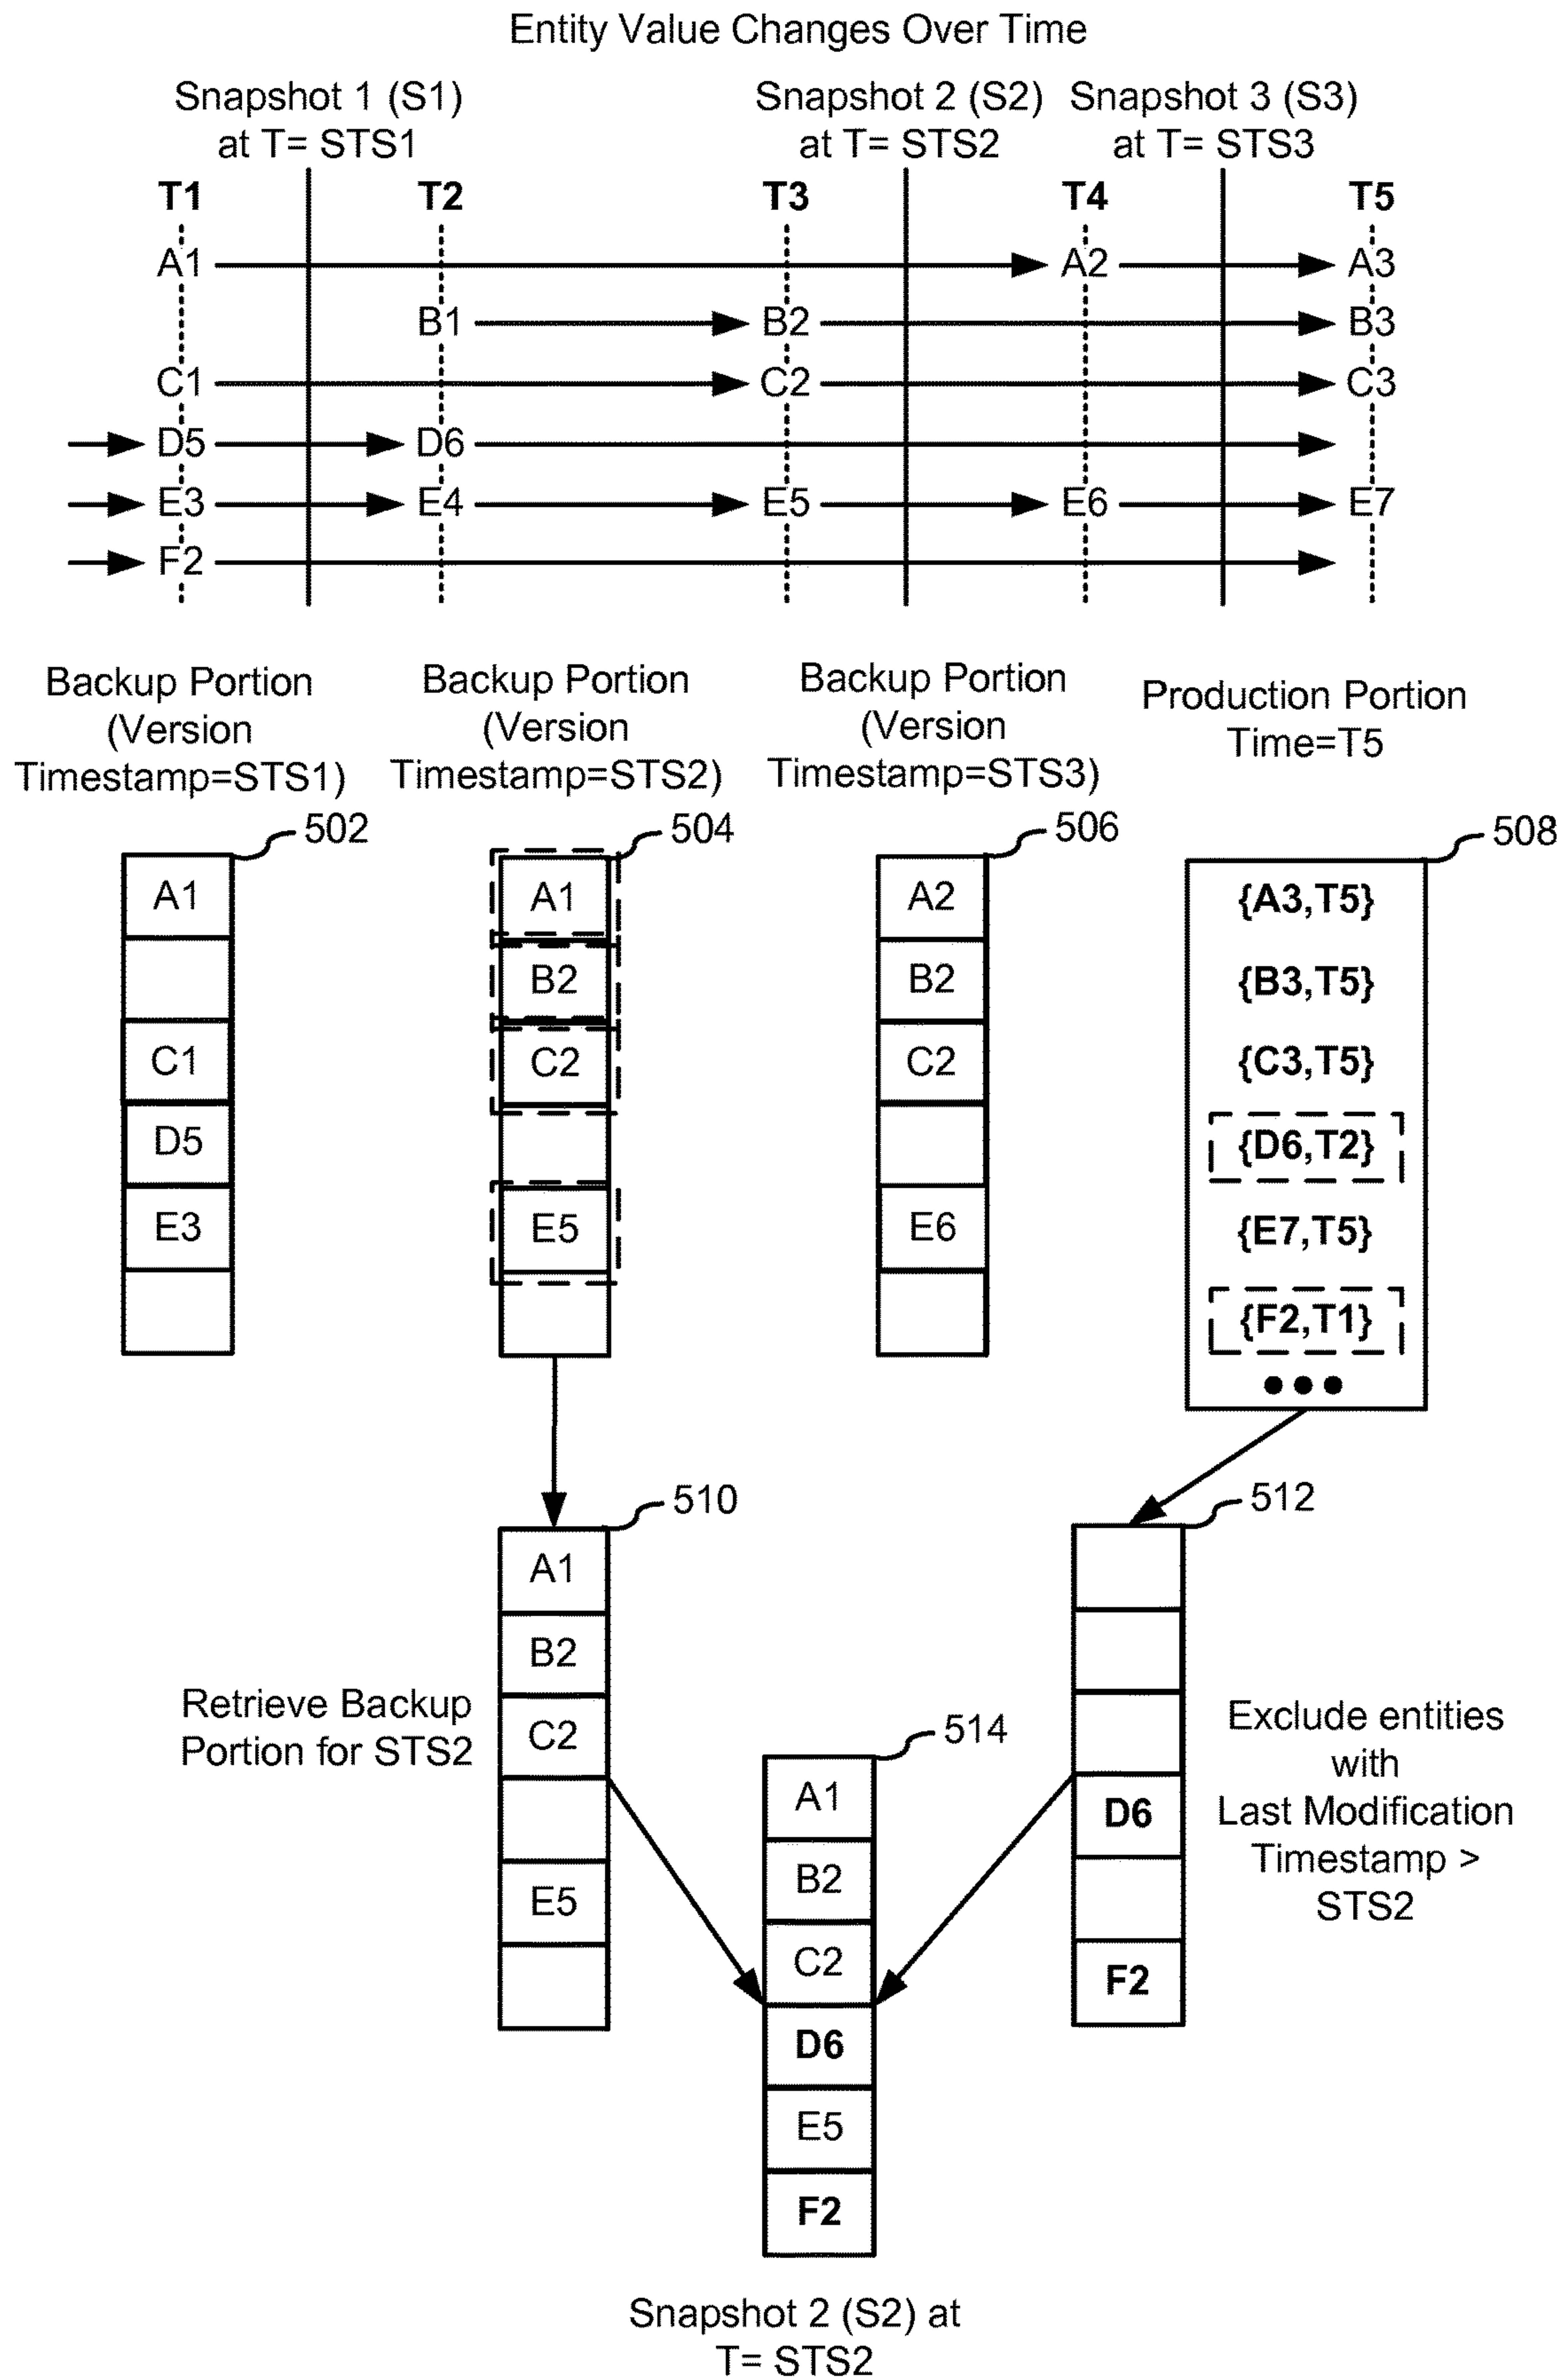 Entity Value Changes Over Time
Snapshot 1 (S1) Snapshot 2 (S2) Snapshot 3 (S3)
at T= STS1 at T= STS2 at T= STS3
T1 T2 T3 T4 T5
A1 A2 A3
B1 B2 B3
C1 C2 C3
D5 D6
E3 E4 E5 E6 E7
F2
Backup Portion
(Version
Timestamp=STS1)
Backup Portion
(Version
Timestamp=STS2)
Backup Portion
(Version
Timestamp=STS3)
Production Portion
Time=T5
502
A1
C1
D5
E3
504
A1
B2
C2
E5
506
A2
B2
C2
E6
508
{A3,T5}
{B3,T5}
{C3,T5}
{D6,T2}
{E7,T5}
{F2,T1}
510
A1
B2
C2
E5
Retrieve Backup
Portion for STS2
512
D6
F2
Exclude entities
with
Last Modification
Timestamp >
STS2
514
A1
B2
C2
D6
E5
F2
Snapshot 2 (S2) at
T= STS2